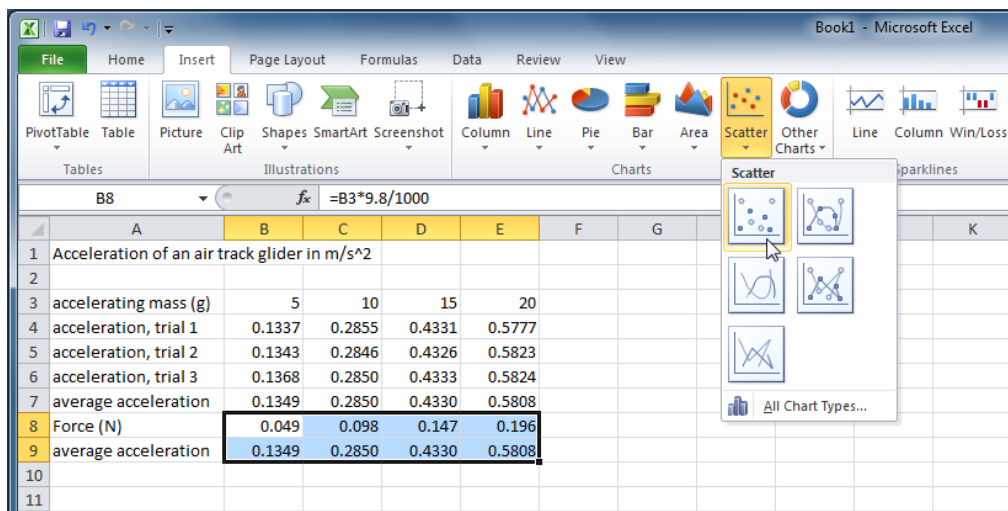 Book1 - Microsoft Excel
File Home Insert Page Layout Formulas Data Review View
PivotTable Table Picture Clip Art Shapes SmartArt Screenshot Column Line Pie Bar Area Scatter Other Charts Line Column Win/Loss
Tables Illustrations Charts Sparklines
B8 fx =B3*9.8/1000
Scatter
A B C D E F G K
1 Acceleration of an air track glider in m/s^2
2
3 accelerating mass (g) 5 10 15 20
4 acceleration, trial 1 0.1337 0.2855 0.4331 0.5777
5 acceleration, trial 2 0.1343 0.2846 0.4326 0.5823
6 acceleration, trial 3 0.1368 0.2850 0.4333 0.5824
7 average acceleration 0.1349 0.2850 0.4330 0.5808
8 Force (N) 0.049 0.098 0.147 0.196
9 average acceleration 0.1349 0.2850 0.4330 0.5808
All Chart Types...
10
11